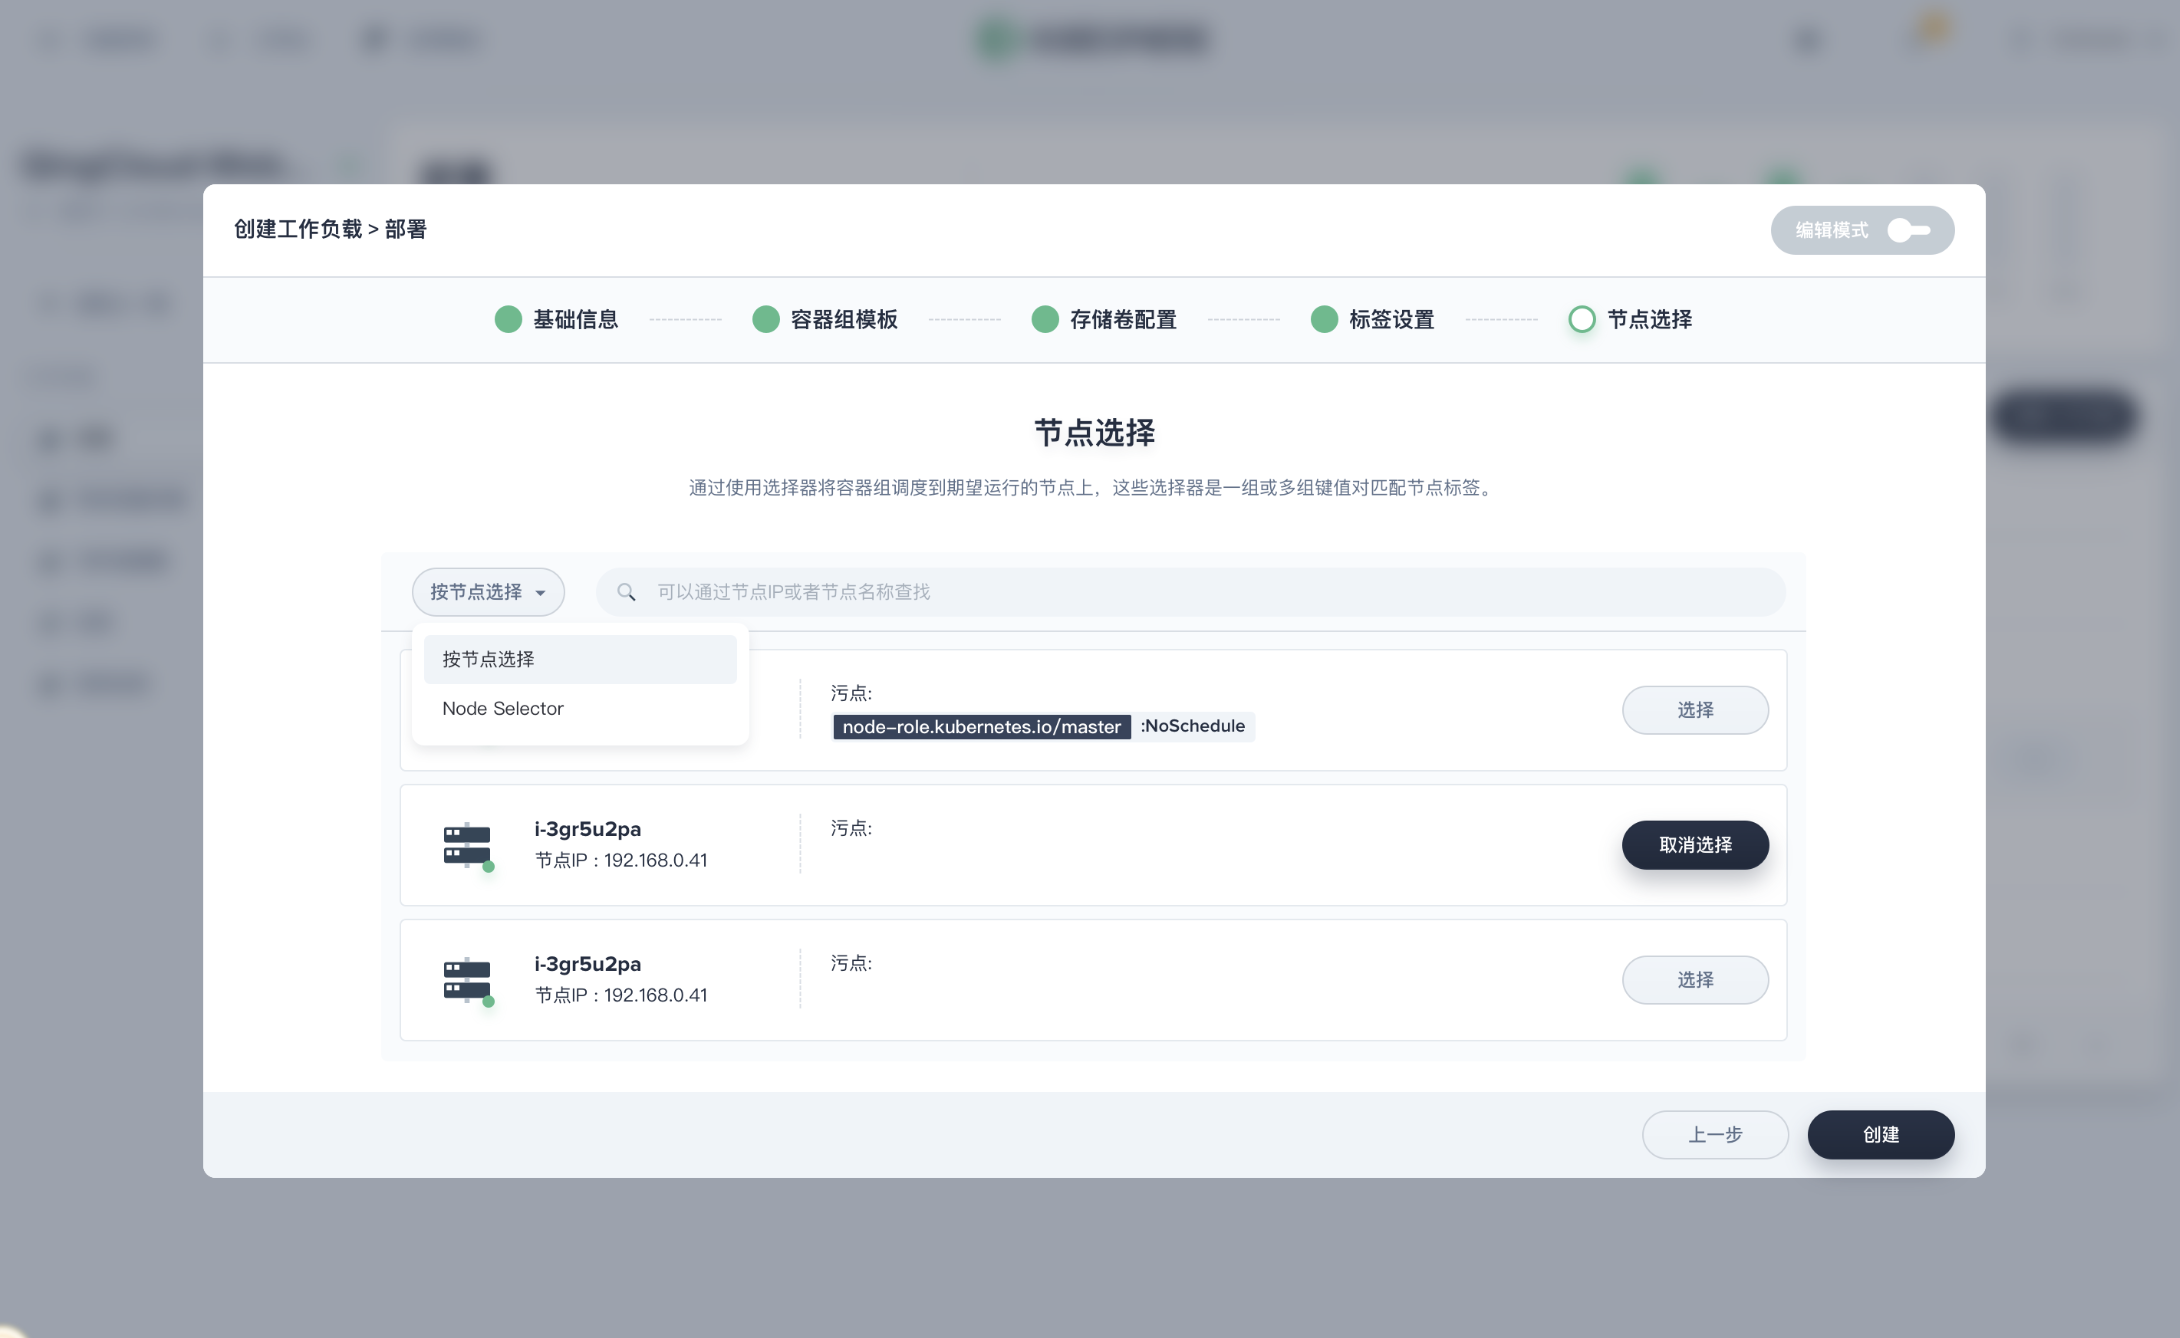 创建工作负载 > 部署
编辑模式
基础信息
容器组模板
存储卷配置
标签设置
节点选择
节点选择
通过使用选择器将容器组调度到期望运行的节点上，这些选择器是一组或多组键值对匹配节点标签。
按节点选择
可以通过节点IP或者节点名称查找
按节点选择
Node Selector
污点:
node-role.kubernetes.io/master :NoSchedule
选择
i-3gr5u2pa
节点IP：192.168.0.41
污点:
取消选择
i-3gr5u2pa
节点IP：192.168.0.41
污点:
选择
上一步
创建